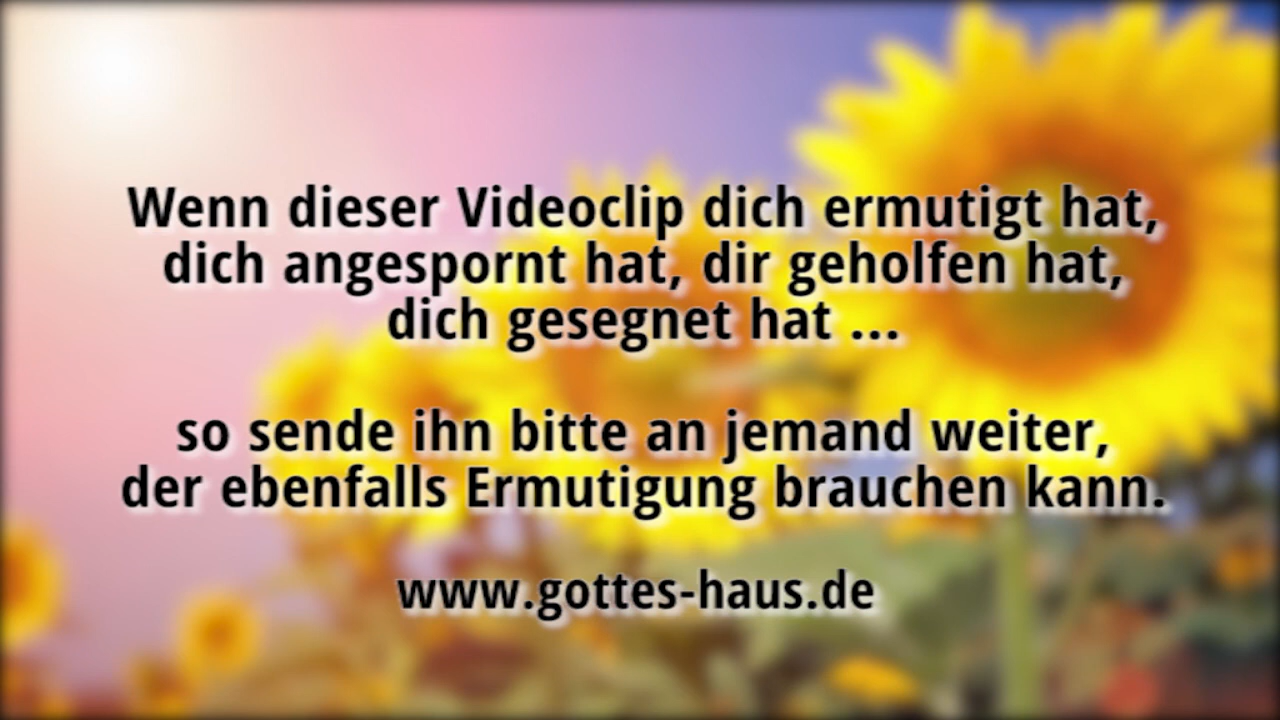 Wenn dieser Videoclip dich ermutigt hat,
dich angespornt hat, dir geholfen hat,
dich gesegnet hat ...
so sende ihn bitte an jemand weiter,
der ebenfalls Ermutigung brauchen kann.
www.gottes-haus.de